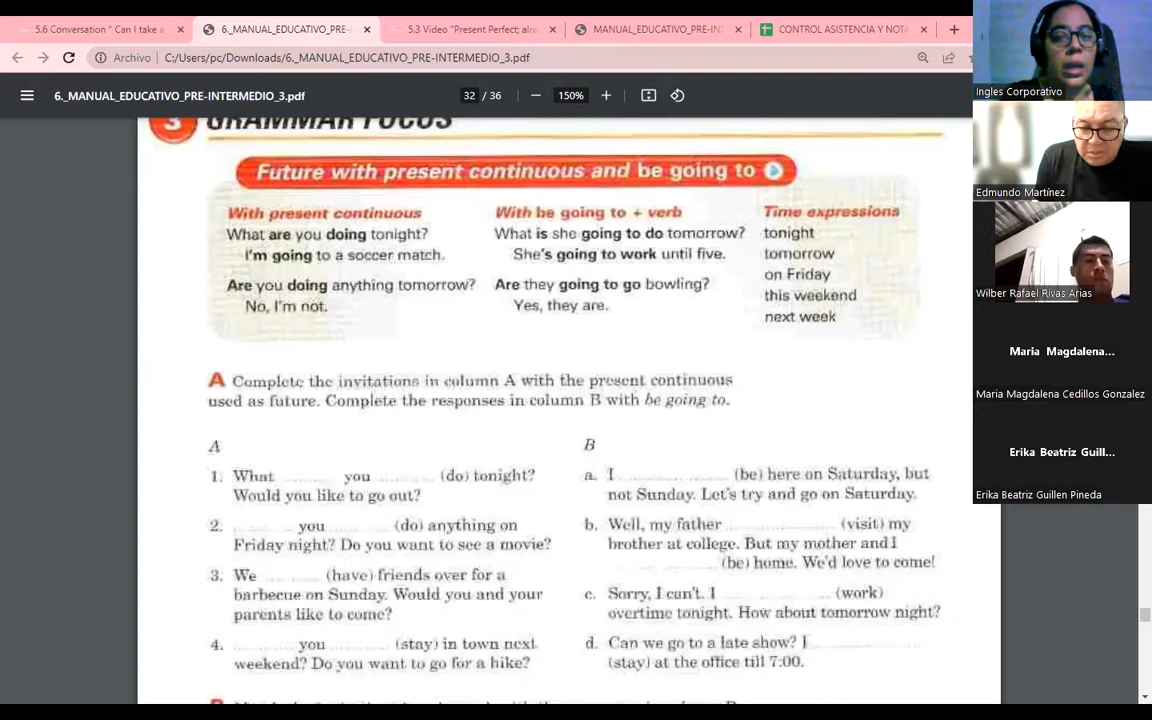 5.6 Conversation " Can I take a
6._MANUAL_EDUCATIVO_PRE-
5.3 Video "Present Perfect; alre
MANUAL_EDUCATIVO_PRE-INT
CONTROL ASISTENCIA Y NOTA
Archivo
C:/Users/pc/Downloads/6._MANUAL_EDUCATIVO_PRE-INTERMEDIO_3.pdf
6._MANUAL_EDUCATIVO_PRE-INTERMEDIO_3.pdf
32 / 36
150%
3 GRAMMAR FOCUS
Future with present continuous and be going to
With present continuous
What are you doing tonight?
I'm going to a soccer match.
Are you doing anything tomorrow?
No, I'm not.
With be going to + verb
What is she going to do tomorrow?
She's going to work until five.
Are they going to go bowling?
Yes, they are.
Time expressions
tonight
tomorrow
on Friday
this weekend
next week
A Complete the invitations in column A with the present continuous
used as future. Complete the responses in column B with be going to.
A
1. What ............ you ............ (do) tonight?
Would you like to go out?
2. ............ you ............ (do) anything on
Friday night? Do you want to see a movie?
3. We ............ (have) friends over for a
barbecue on Sunday. Would you and your
parents like to come?
4. ............ you ............ (stay) in town next
weekend? Do you want to go for a hike?
B
a. I ............ (be) here on Saturday, but
not Sunday. Let's try and go on Saturday.
b. Well, my father ............ (visit) my
brother at college. But my mother and I
............ (be) home. We'd love to come!
c. Sorry, I can't. I ............ (work)
overtime tonight. How about tomorrow night?
d. Can we go to a late show? I ............
(stay) at the office till 7:00.
Ingles Corporativo
Edmundo Martínez
Wilber Rafael Rivas Arias
Maria Magdalena...
Maria Magdalena Cedillos Gonzalez
Erika Beatriz Guill...
Erika Beatriz Guillen Pineda